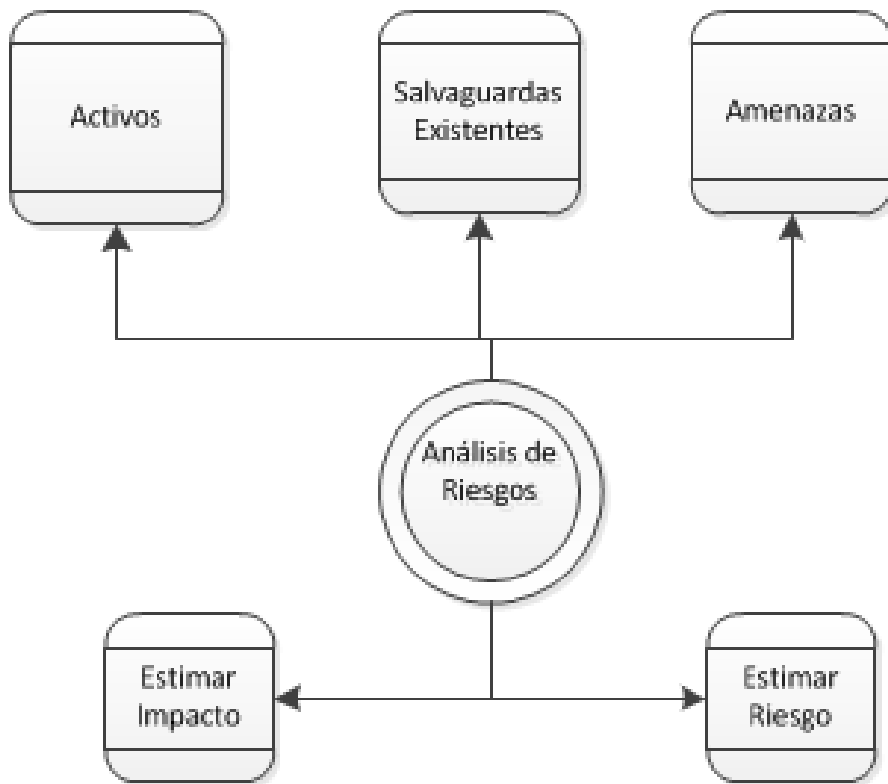 Activos
Salvaguardas
Existentes
Amenazas
Análisis de
Riesgos
Estimar
Impacto
Estimar
Riesgo